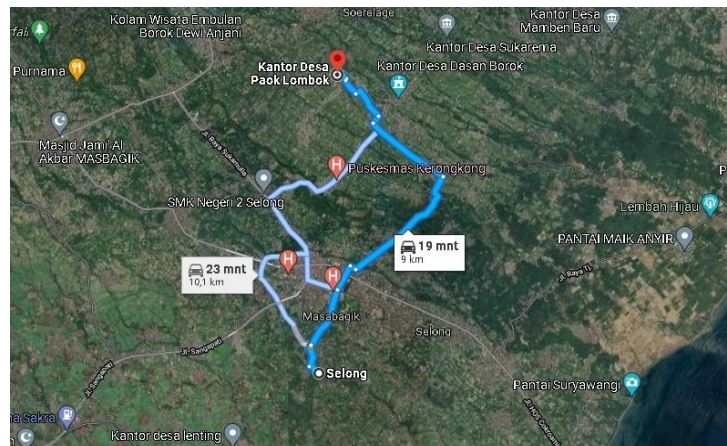 Kolam Wisata Embulan
Borok Dewi Anjani
Soerelage
Kantor Desa
Mamben Baru
Kantor Desa Sukarema
Purnama
Kantor Desa
Paok Lombok
Kantor Desa Dasan Borok
Masjid Jami Al
Akbar MASBAGIK
Jl. Raya Sukamulia
Puskesmas Kerongkong
SMK Negeri 2 Selong
Lembah Hijau
19 mnt
9 km
PANTAI MAIK ANYIR
23 mnt
10,1 km
Masabagik
Selong
Jl. Sangapati
Jl. Sangapati
Selong
Pantai Suryawangi
Sakra
Kantor desa lenting